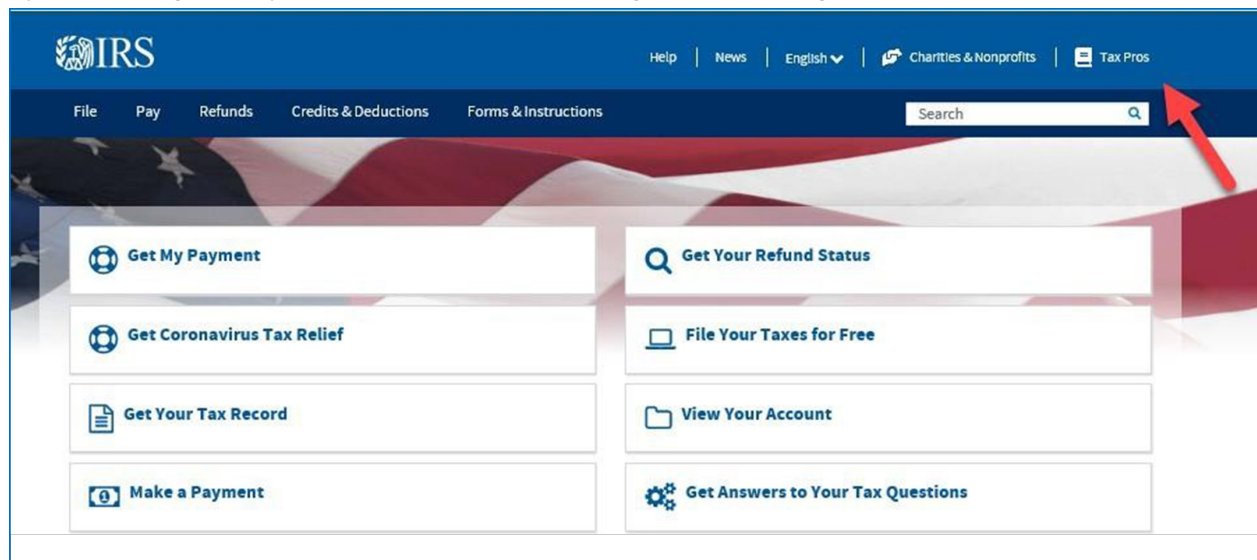 IRS
Help News English Charities & Nonprofits Tax Pros
File Pay Refunds Credits & Deductions Forms & Instructions Search
Get My Payment
Get Your Refund Status
Get Coronavirus Tax Relief
File Your Taxes for Free
Get Your Tax Record
View Your Account
Make a Payment
Get Answers to Your Tax Questions